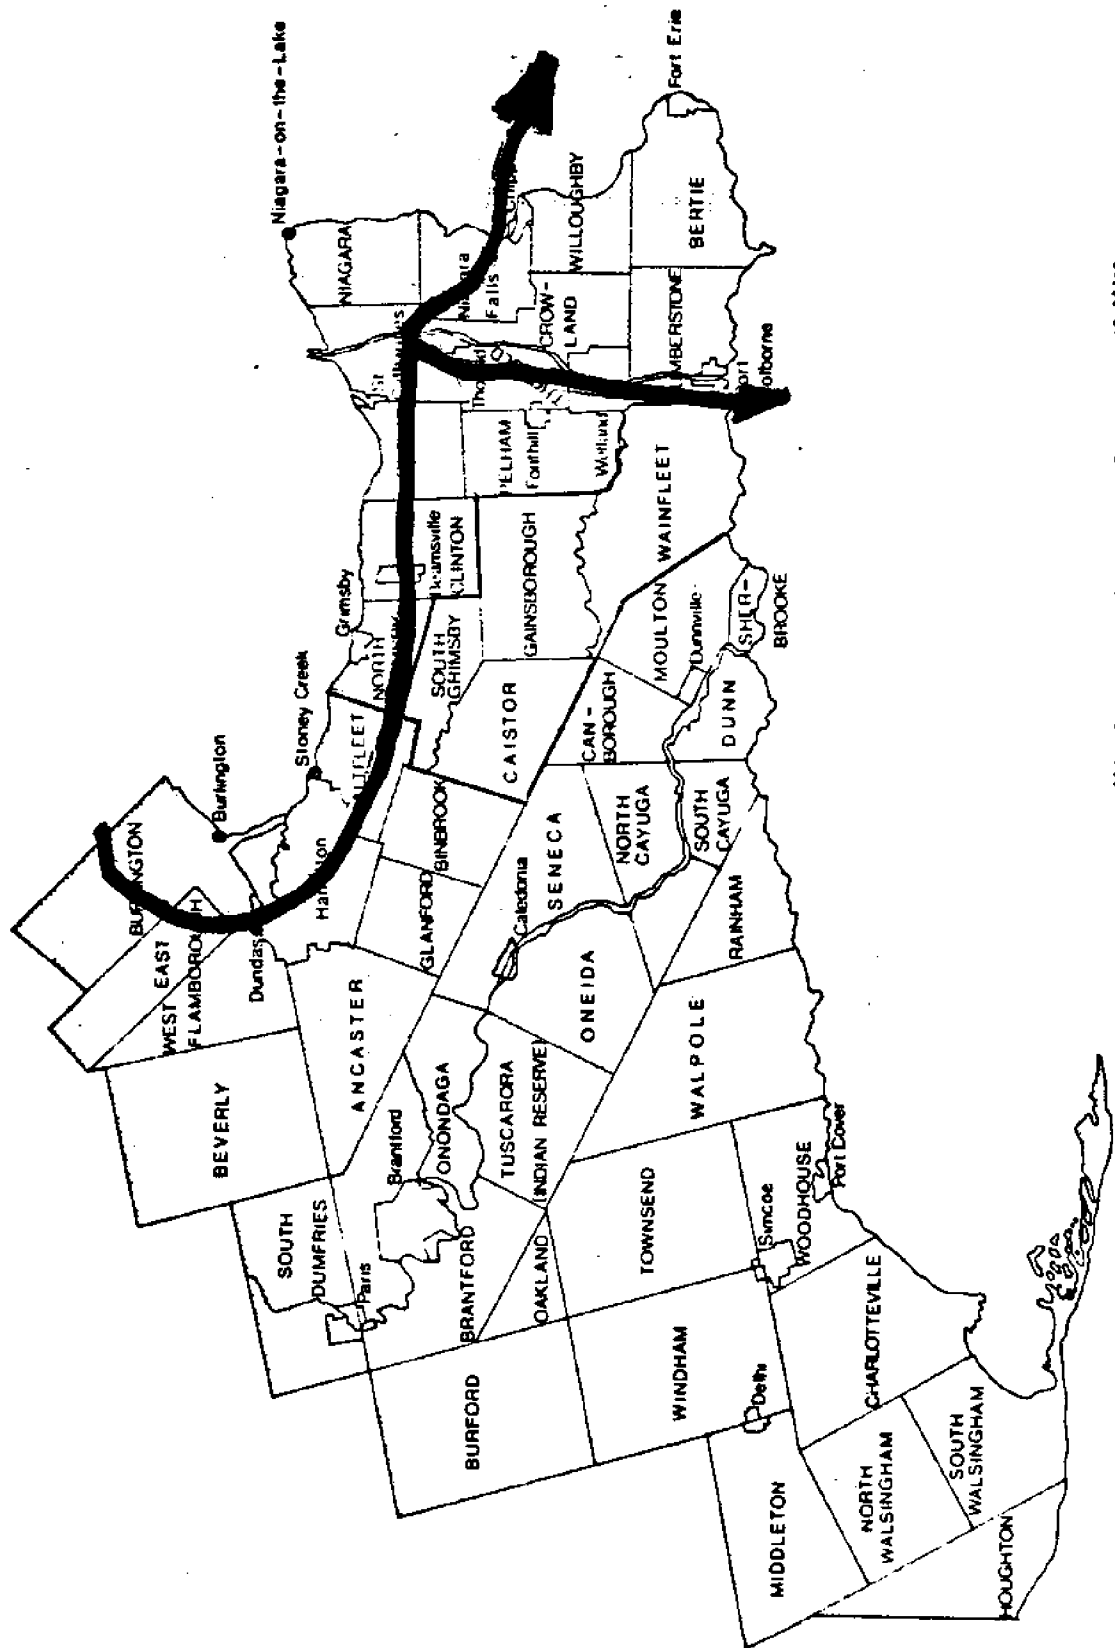 Niagara-on-the-Lake
Fort Erie
NIAGARA
WILLOUGHBY
BERTIE
Falls
CROW-
LAND
St
PELHAM
Fonthill
Welland
WAINFLEET
Grimsby
Beamsville
CLINTON
GAINSBOROUGH
NORTH
SOUTH
GRIMSBY
MOULTON
Dunnville
SHER-
BROOKE
Stoney Creek
CAISTOR
CAN-
BOROUGH
DUNN
Burlington
BINBROOK
SENECA
NORTH
CAYUGA
SOUTH
CAYUGA
GLANFORD
Caledonia
RAINHAM
WEST EAST
FLAMBOROUGH
Dundas
ANCASTER
ONEIDA
WALPOLE
BEVERLY
Brantford
ONONDAGA
TUSCARORA
(INDIAN RESERVE)
SOUTH
DUMFRIES
Paris
BRANTFORD
OAKLAND
TOWNSEND
Simcoe
WOODHOUSE
Port Dover
BURFORD
WINDHAM
Delhi
CHARLOTTEVILLE
MIDDLETON
NORTH
WALSINGHAM
SOUTH
WALSINGHAM
HOUGHTON